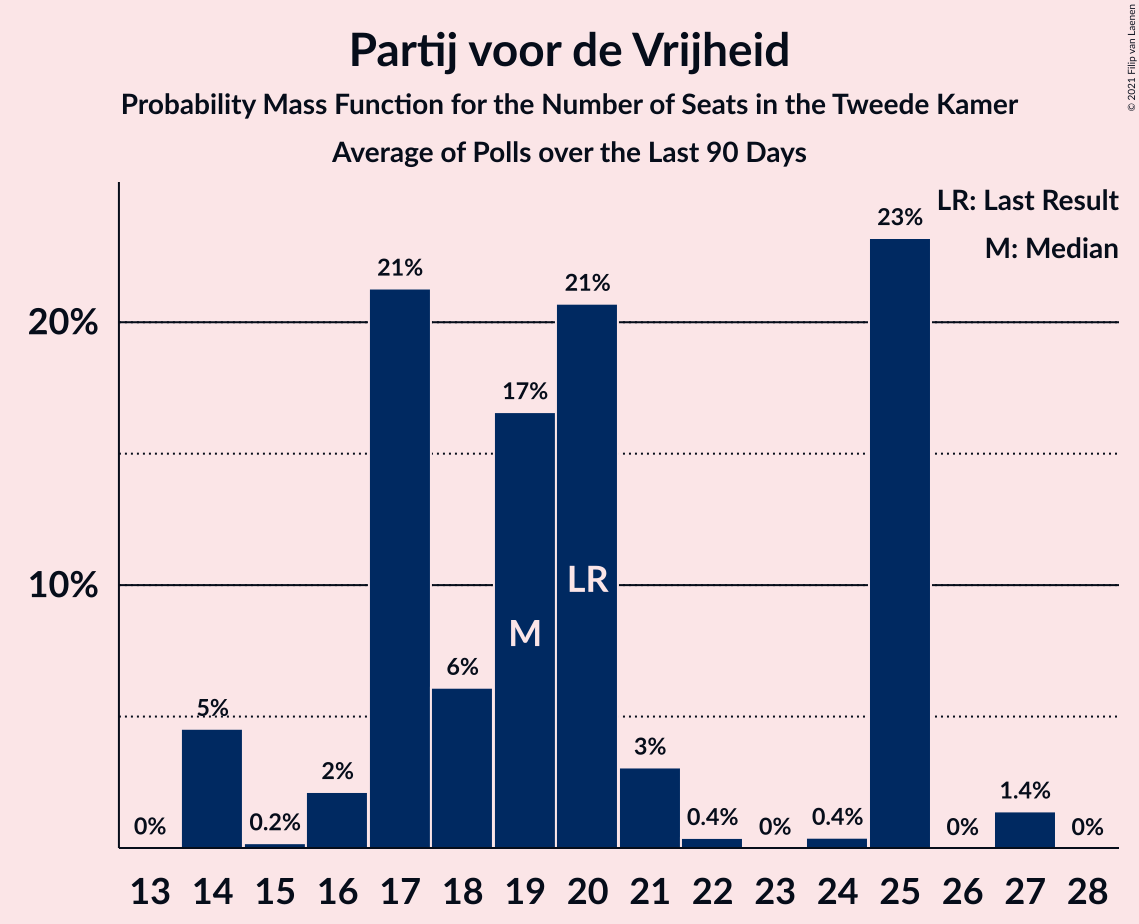 Partij voor de Vrijheid
Probability Mass Function for the Number of Seats in the Tweede Kamer
Average of Polls over the Last 90 Days
© 2021 Filip van Laenen
LR: Last Result
M: Median
23%
21%
21%
20%
17%
10%
LR
M
6%
5%
3%
2%
1.4%
0%
0.2%
0.4%
0%
0.4%
0%
0%
13 14 15 16 17 18 19 20 21 22 23 24 25 26 27 28